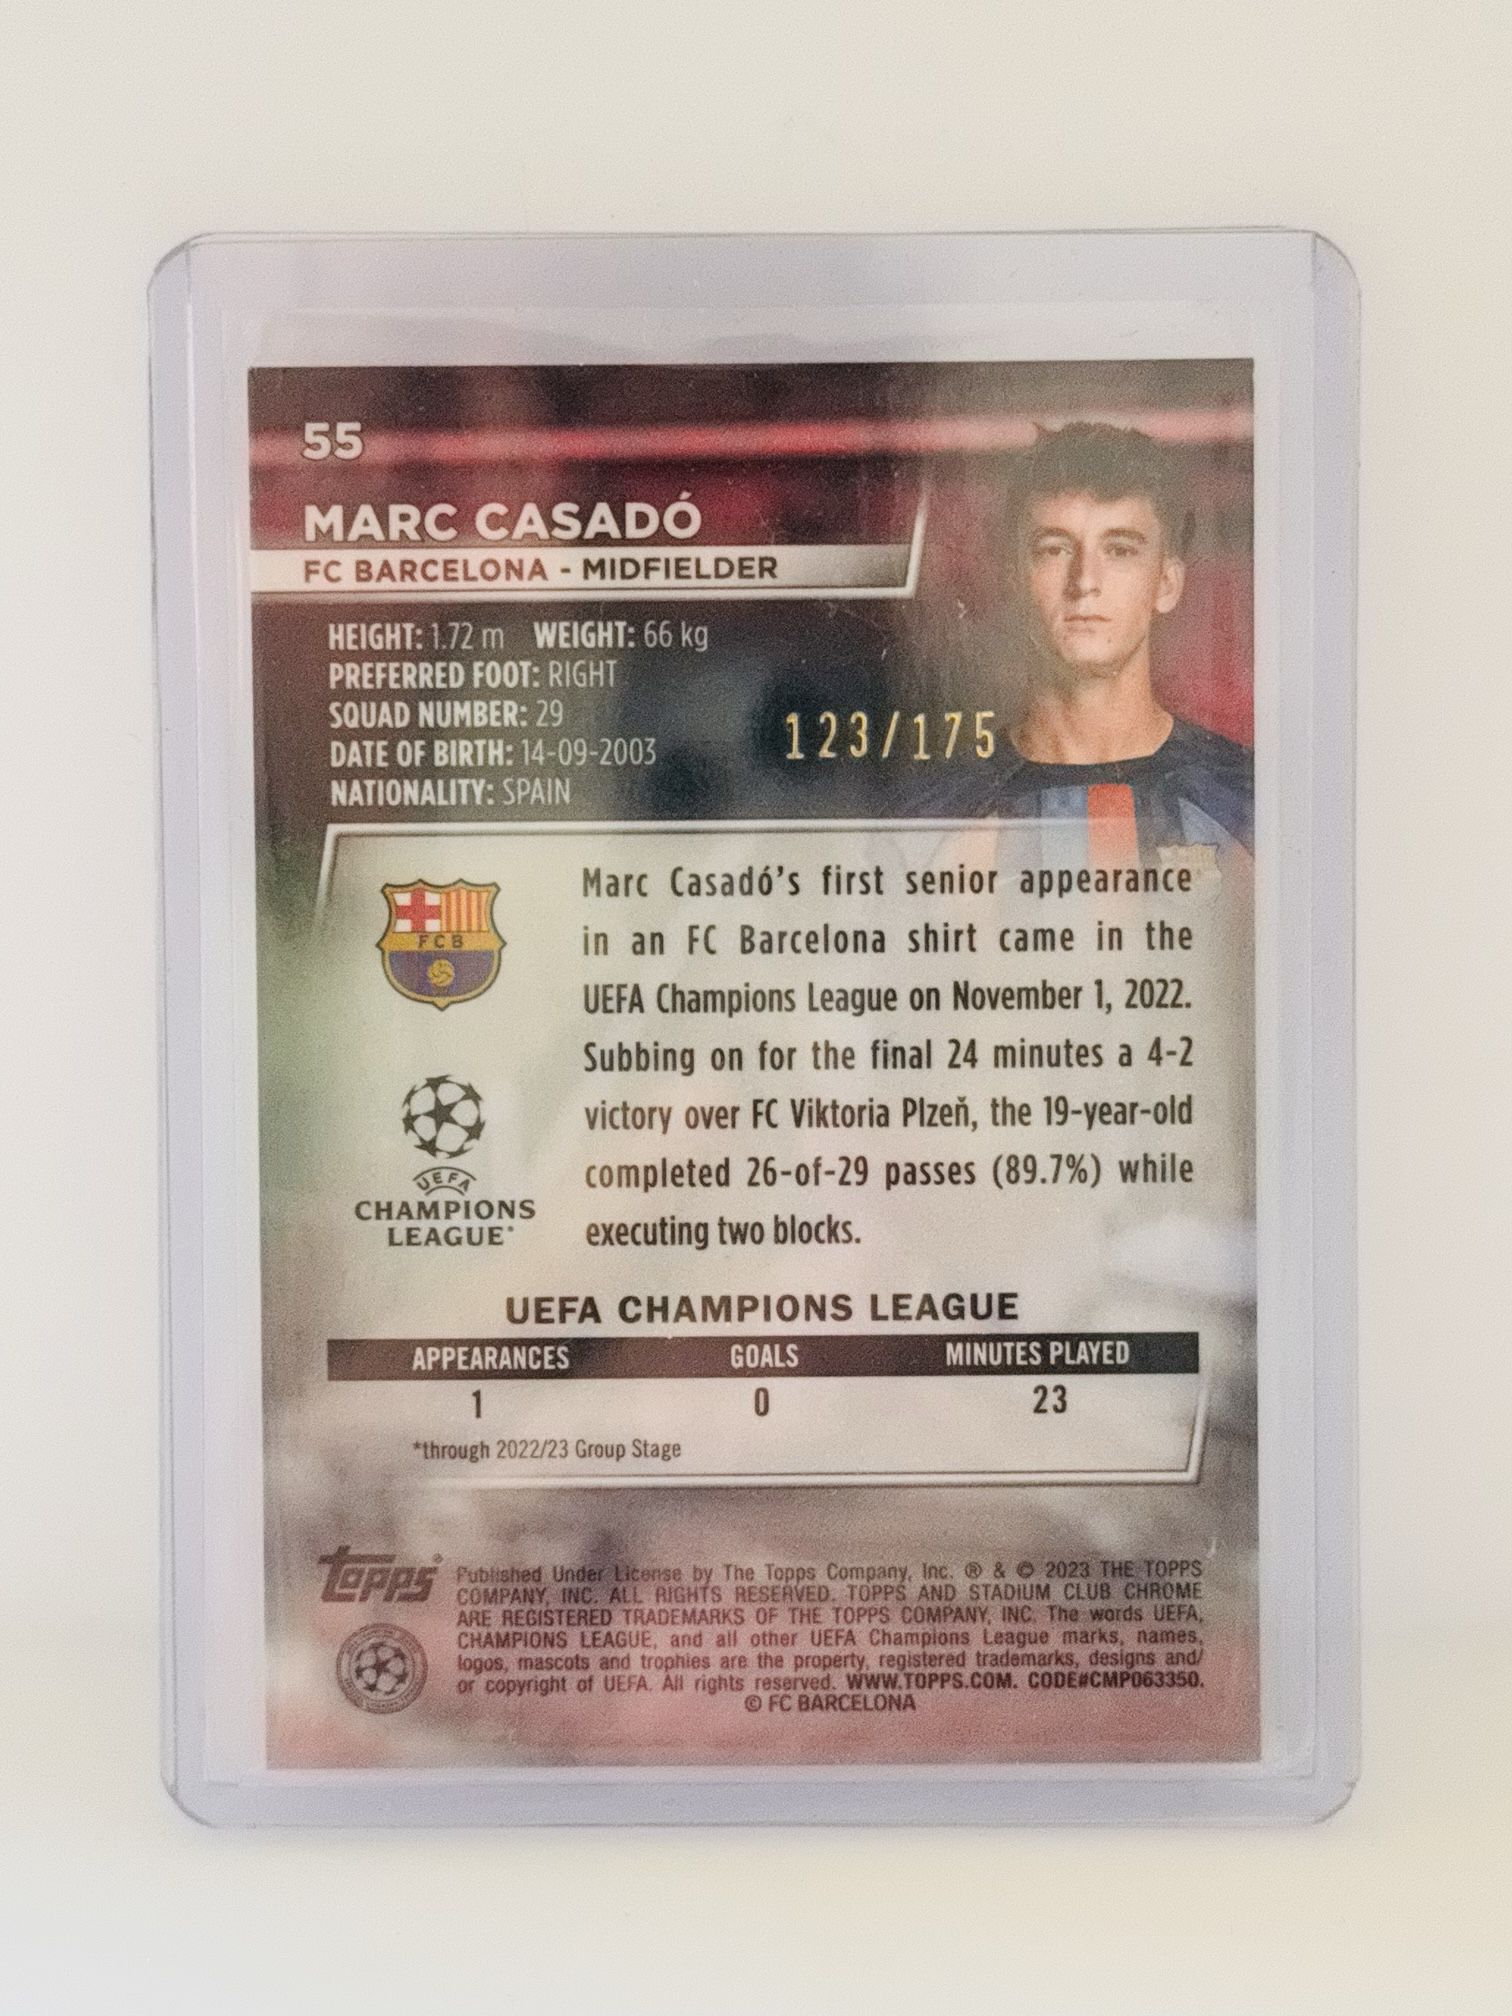 55
MARC CASADÓ
FC BARCELONA - MIDFIELDER
HEIGHT: 1.72 m WEIGHT: 66 kg
PREFERRED FOOT: RIGHT
SQUAD NUMBER: 29
DATE OF BIRTH: 14-09-2003
NATIONALITY: SPAIN
123/175
Marc Casadó's first senior appearance
in an FC Barcelona shirt came in the
UEFA Champions League on November 1, 2022.
Subbing on for the final 24 minutes a 4-2
victory over FC Viktoria Plzeň, the 19-year-old
completed 26-of-29 passes (89.7%) while
executing two blocks.
FCB
UEFA
CHAMPIONS
LEAGUE
UEFA CHAMPIONS LEAGUE
APPEARANCES GOALS MINUTES PLAYED
1 0 23
*through 2022/23 Group Stage
topps®
Published Under License by The Topps Company, Inc. ® & © 2023 THE TOPPS
COMPANY, INC. ALL RIGHTS RESERVED. TOPPS AND STADIUM CLUB CHROME
ARE REGISTERED TRADEMARKS OF THE TOPPS COMPANY, INC. The words UEFA,
CHAMPIONS LEAGUE, and all other UEFA Champions League marks, names,
logos, mascots and trophies are the property, registered trademarks, designs and/
or copyright of UEFA. All rights reserved. WWW.TOPPS.COM. CODE#CMP063350.
© FC BARCELONA